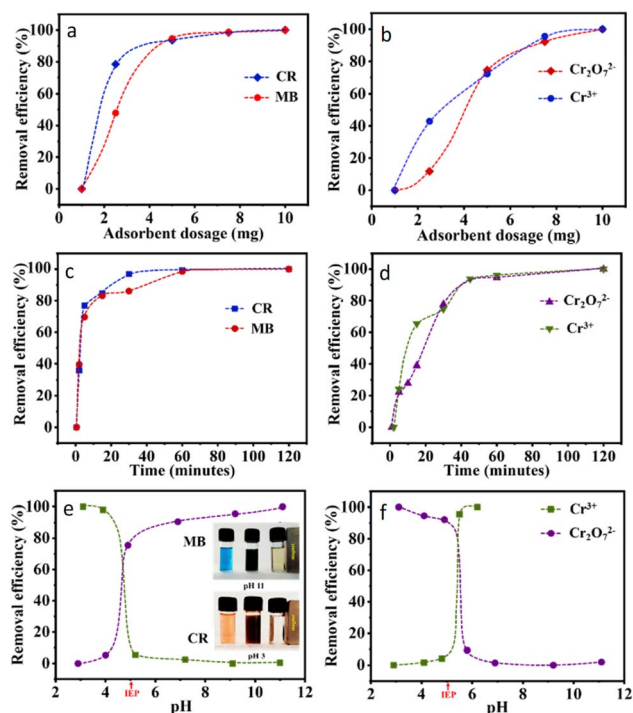 a
Removal efficiency (%)
100
80
60
40
20
0
CR
MB
0 2 4 6 8 10
Adsorbent dosage (mg)
b
Removal efficiency (%)
100
80
60
40
20
0
Cr₂O₇²⁻
Cr³⁺
0 2 4 6 8 10
Adsorbent dosage (mg)
c
Removal efficiency (%)
100
80
60
40
20
0
CR
MB
0 20 40 60 80 100 120
Time (minutes)
d
Removal efficiency (%)
100
80
60
40
20
0
Cr₂O₇²⁻
Cr³⁺
0 20 40 60 80 100 120
Time (minutes)
e
Removal efficiency (%)
100
80
60
40
20
0
MB
pH 11
CR
pH 3
2 4 6 8 10 12
IEP
pH
f
Removal efficiency (%)
100
80
60
40
20
0
Cr³⁺
Cr₂O₇²⁻
2 4 6 8 10 12
IEP
pH